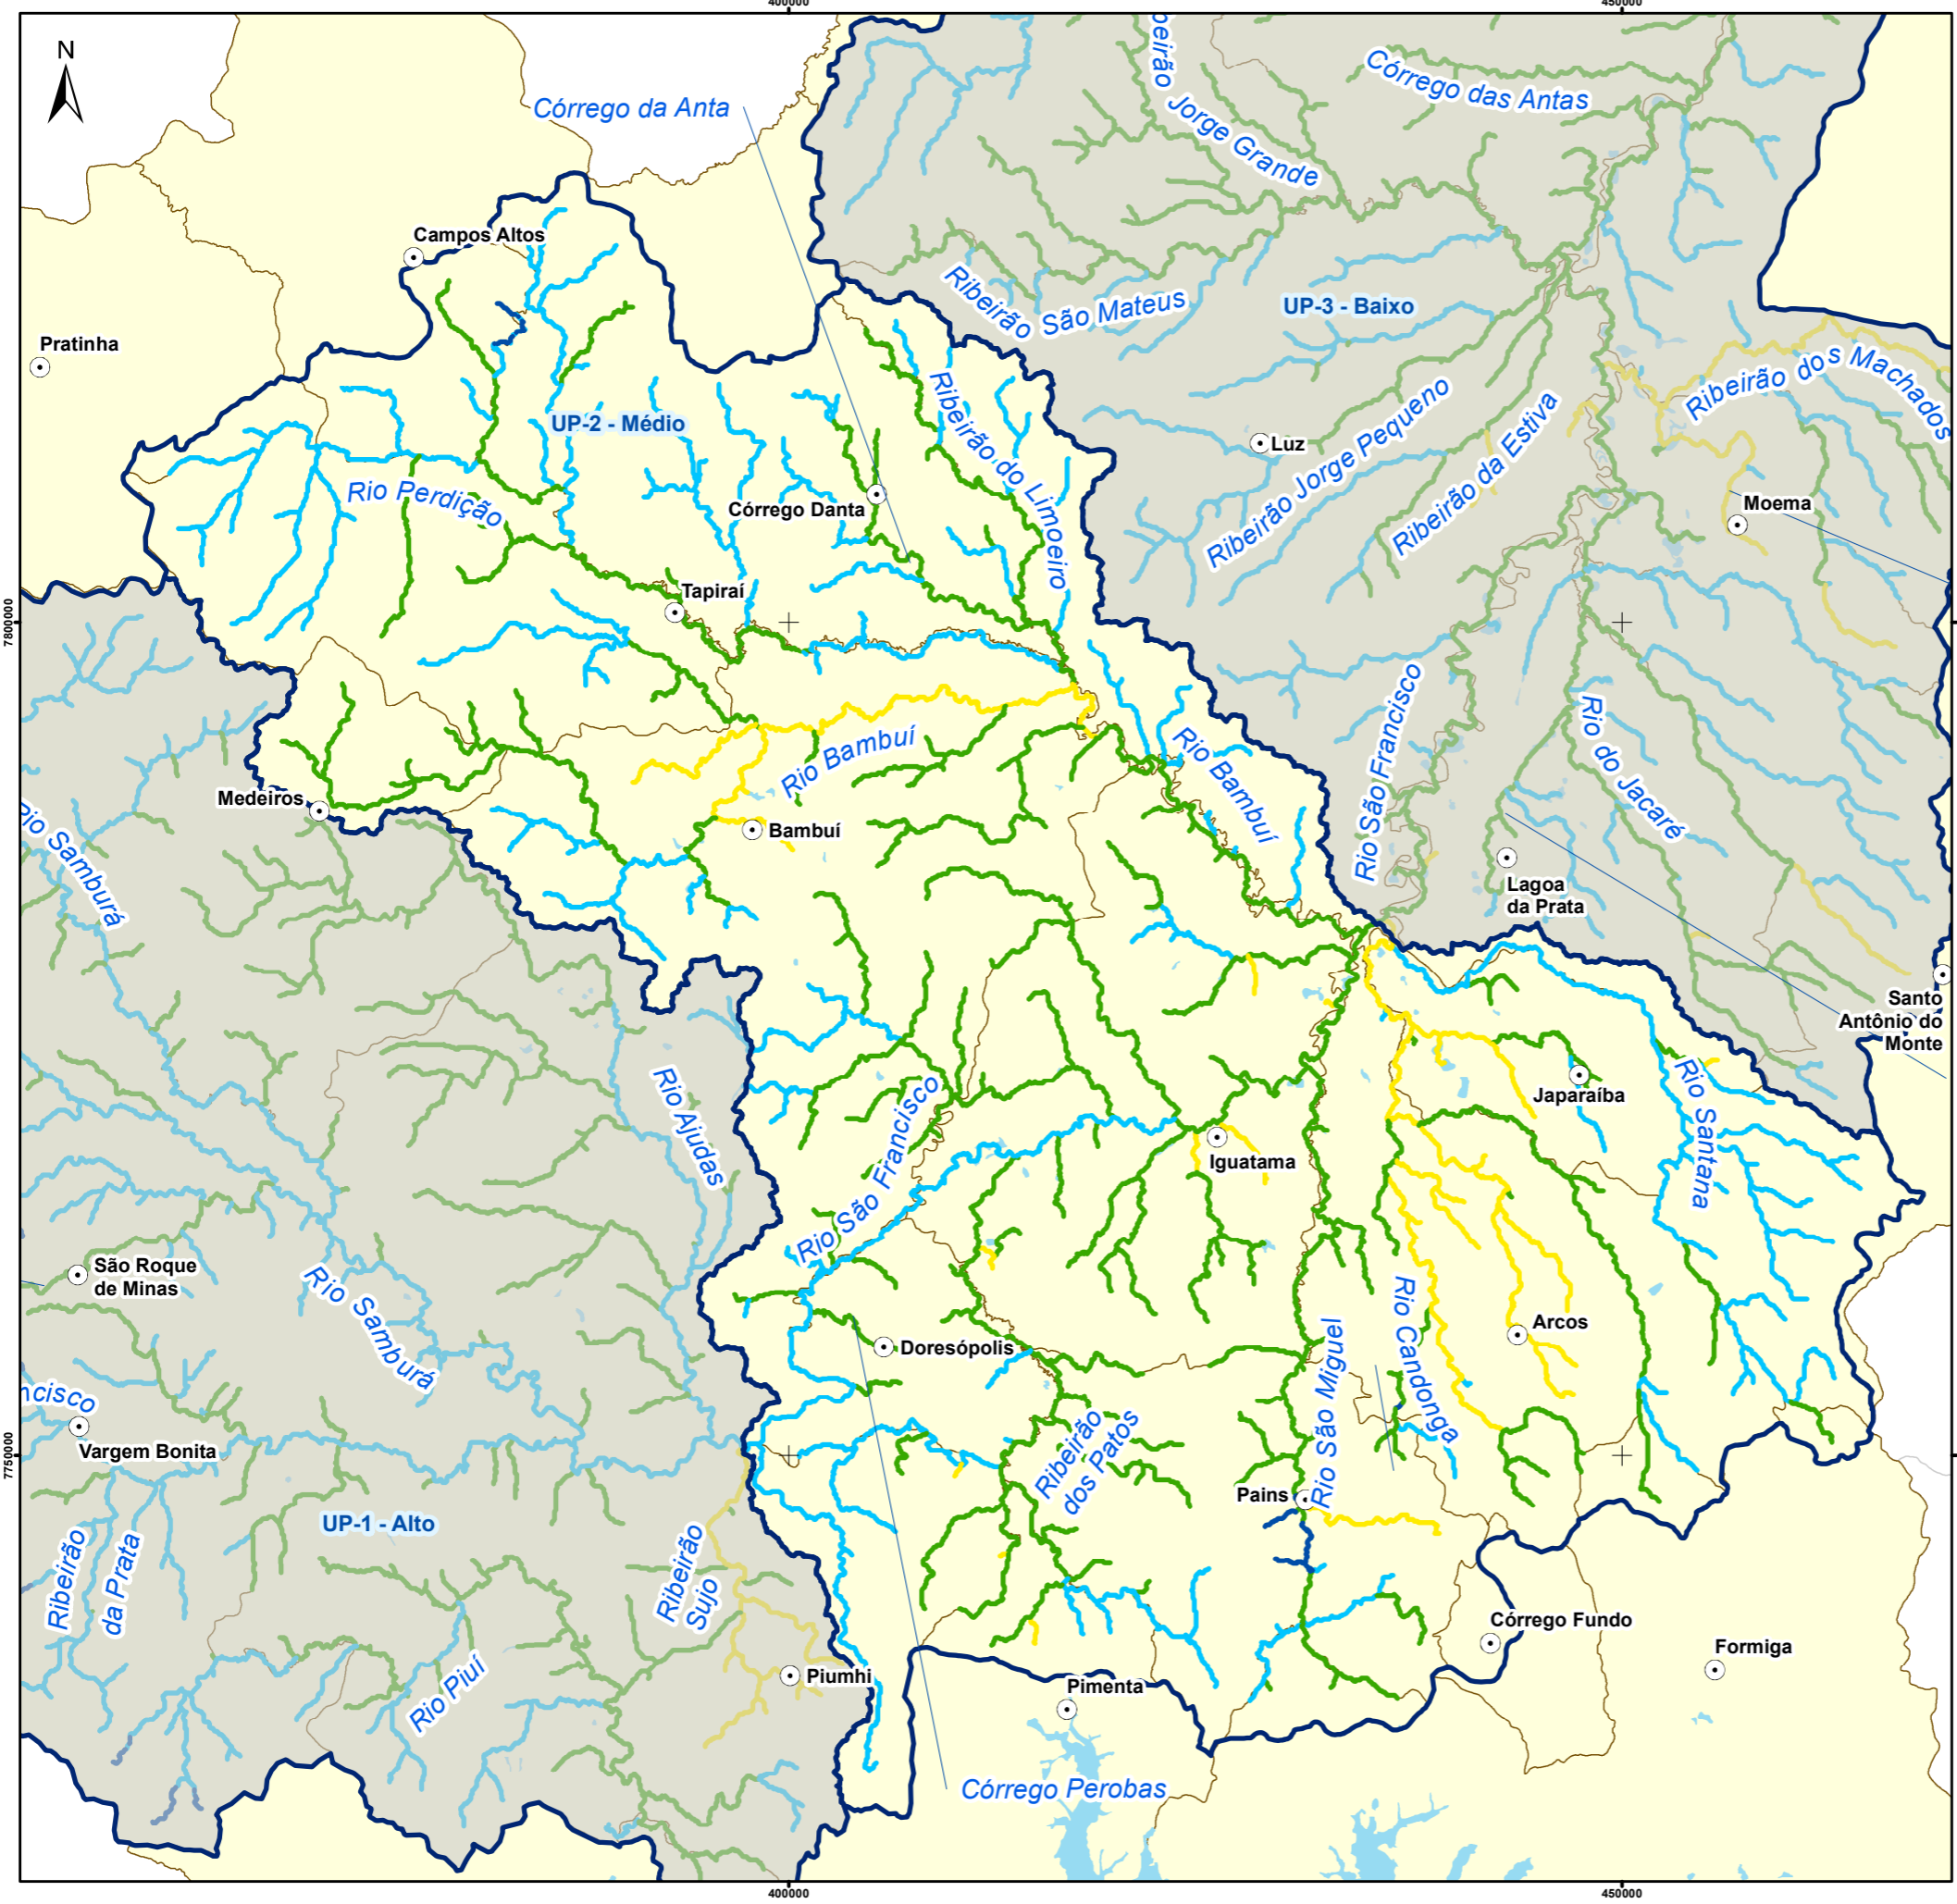 400000
450000
N
Córrego da Anta
beirão
Jorge Grande
Córrego das Antas
Campos Altos
Ribeirão São Mateus
UP-3 - Baixo
Pratinha
Ribeirão dos Machados
UP-2 - Médio
Ribeirão do Limoeiro
Luz
Ribeirão Jorge Pequeno
Ribeirão da Estiva
Rio Perdição
Córrego Danta
Moema
Tapiraí
7800000
Rio São Francisco
Rio do Jacaré
Rio Bambuí
Rio Bambuí
Medeiros
Bambuí
Rio Samburá
Lagoa
da Prata
Santo
Antônio do
Monte
Rio Ajudas
Rio São Francisco
Japaraíba
Rio Santana
Iguatama
São Roque
de Minas
Rio Samburá
Rio Candonga
Arcos
Doresópolis
Rio São Miguel
ncisco
Vargem Bonita
Ribeirão
dos Patos
7750000
Pains
UP-1 - Alto
Ribeirão
da Prata
Ribeirão
Sujo
Córrego Fundo
Formiga
Rio Piuí
Piumhi
Pimenta
Córrego Perobas
400000
450000